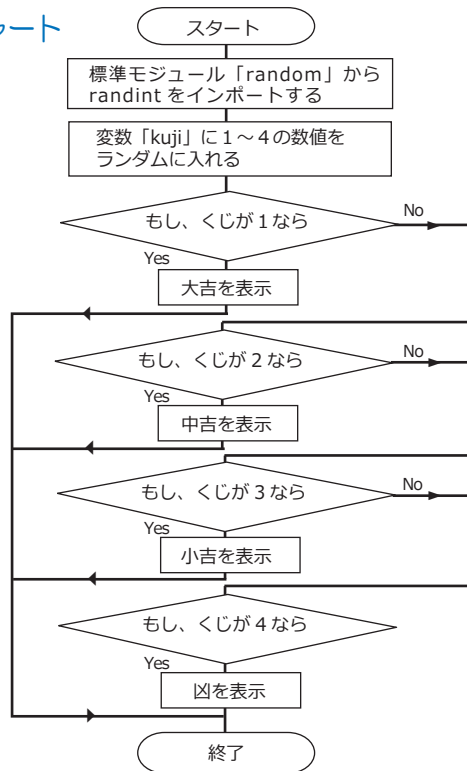 ート
スタート
標準モジュール「random」から
randint をインポートする
変数「kuji」に１～４の数値を
ランダムに入れる
もし、くじが 1 なら
No
Yes
大吉を表示
もし、くじが 2 なら
No
Yes
中吉を表示
もし、くじが 3 なら
No
Yes
小吉を表示
もし、くじが 4 なら
Yes
凶を表示
終了